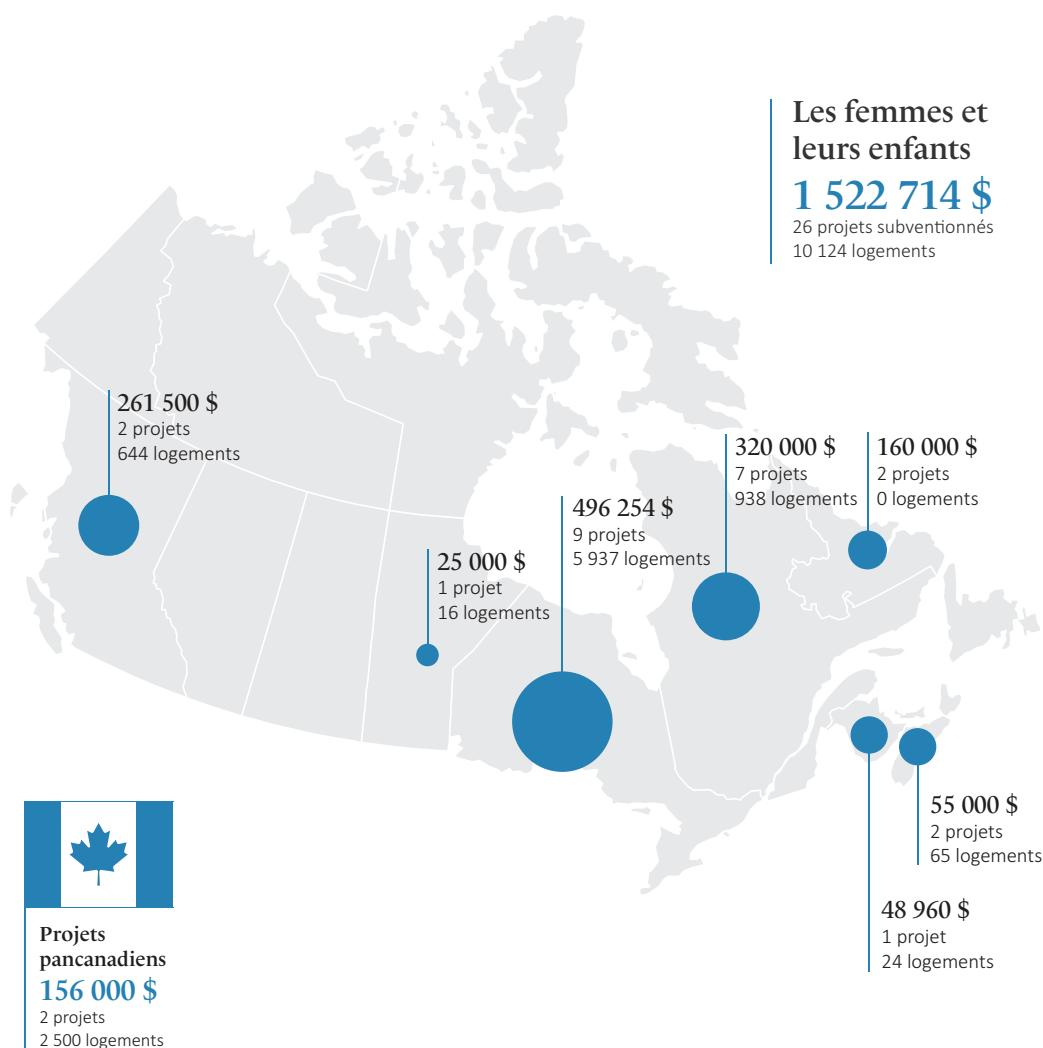 Les femmes et
leurs enfants
1 522 714 $
26 projets subventionnés
10 124 logements
261 500 $
2 projets
644 logements
25 000 $
1 projet
16 logements
496 254 $
9 projets
5 937 logements
320 000 $
7 projets
938 logements
160 000 $
2 projets
0 logements
55 000 $
2 projets
65 logements
48 960 $
1 projet
24 logements
Projets
pancanadiens
156 000 $
2 projets
2 500 logements